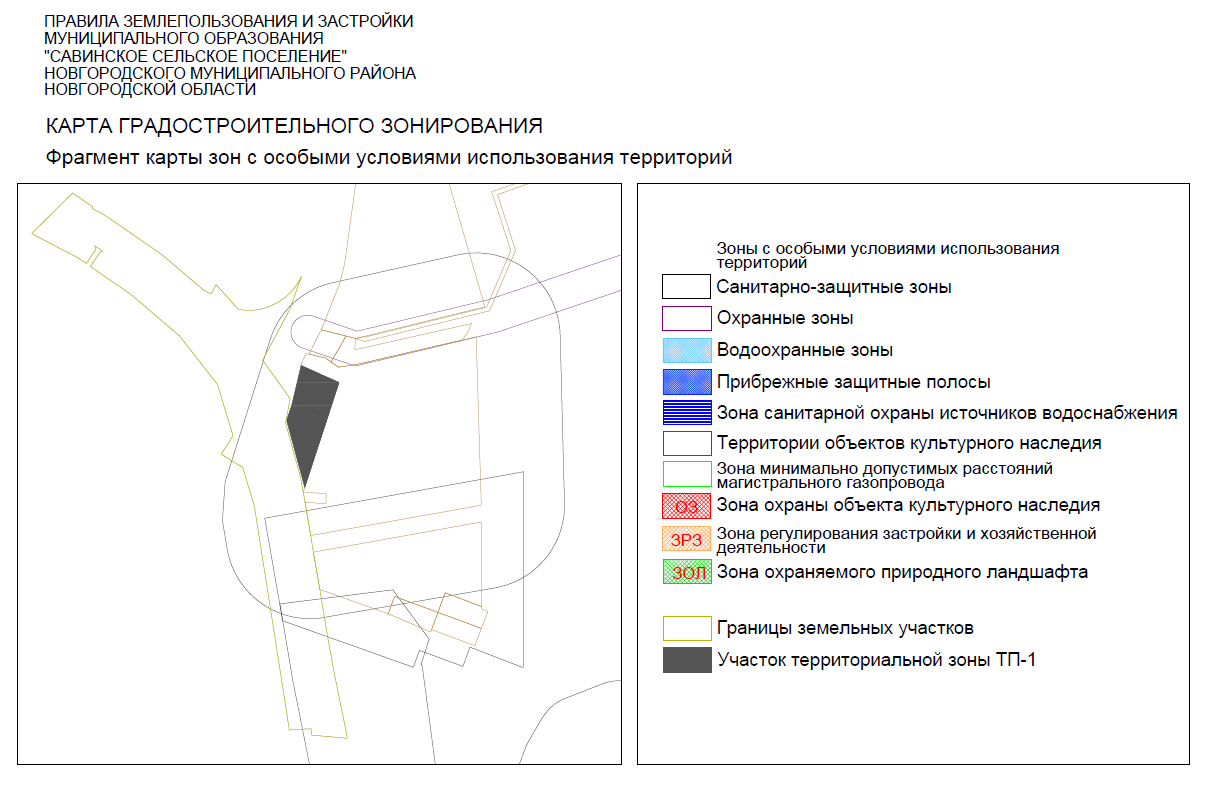 ПРАВИЛА ЗЕМЛЕПОЛЬЗОВАНИЯ И ЗАСТРОЙКИ
МУНИЦИПАЛЬНОГО ОБРАЗОВАНИЯ
"САВИНСКОЕ СЕЛЬСКОЕ ПОСЕЛЕНИЕ"
НОВГОРОДСКОГО МУНИЦИПАЛЬНОГО РАЙОНА
НОВГОРОДСКОЙ ОБЛАСТИ
КАРТА ГРАДОСТРОИТЕЛЬНОГО ЗОНИРОВАНИЯ
Фрагмент карты зон с особыми условиями использования территорий
Зоны с особыми условиями использования
территорий
Санитарно-защитные зоны
Охранные зоны
Водоохранные зоны
Прибрежные защитные полосы
Зона санитарной охраны источников водоснабжения
Территории объектов культурного наследия
Зона минимально допустимых расстояний
магистрального газопровода
ОЗ Зона охраны объекта культурного наследия
ЗРЗ Зона регулирования застройки и хозяйственной
деятельности
ЗОЛ Зона охраняемого природного ландшафта
Границы земельных участков
Участок территориальной зоны ТП-1